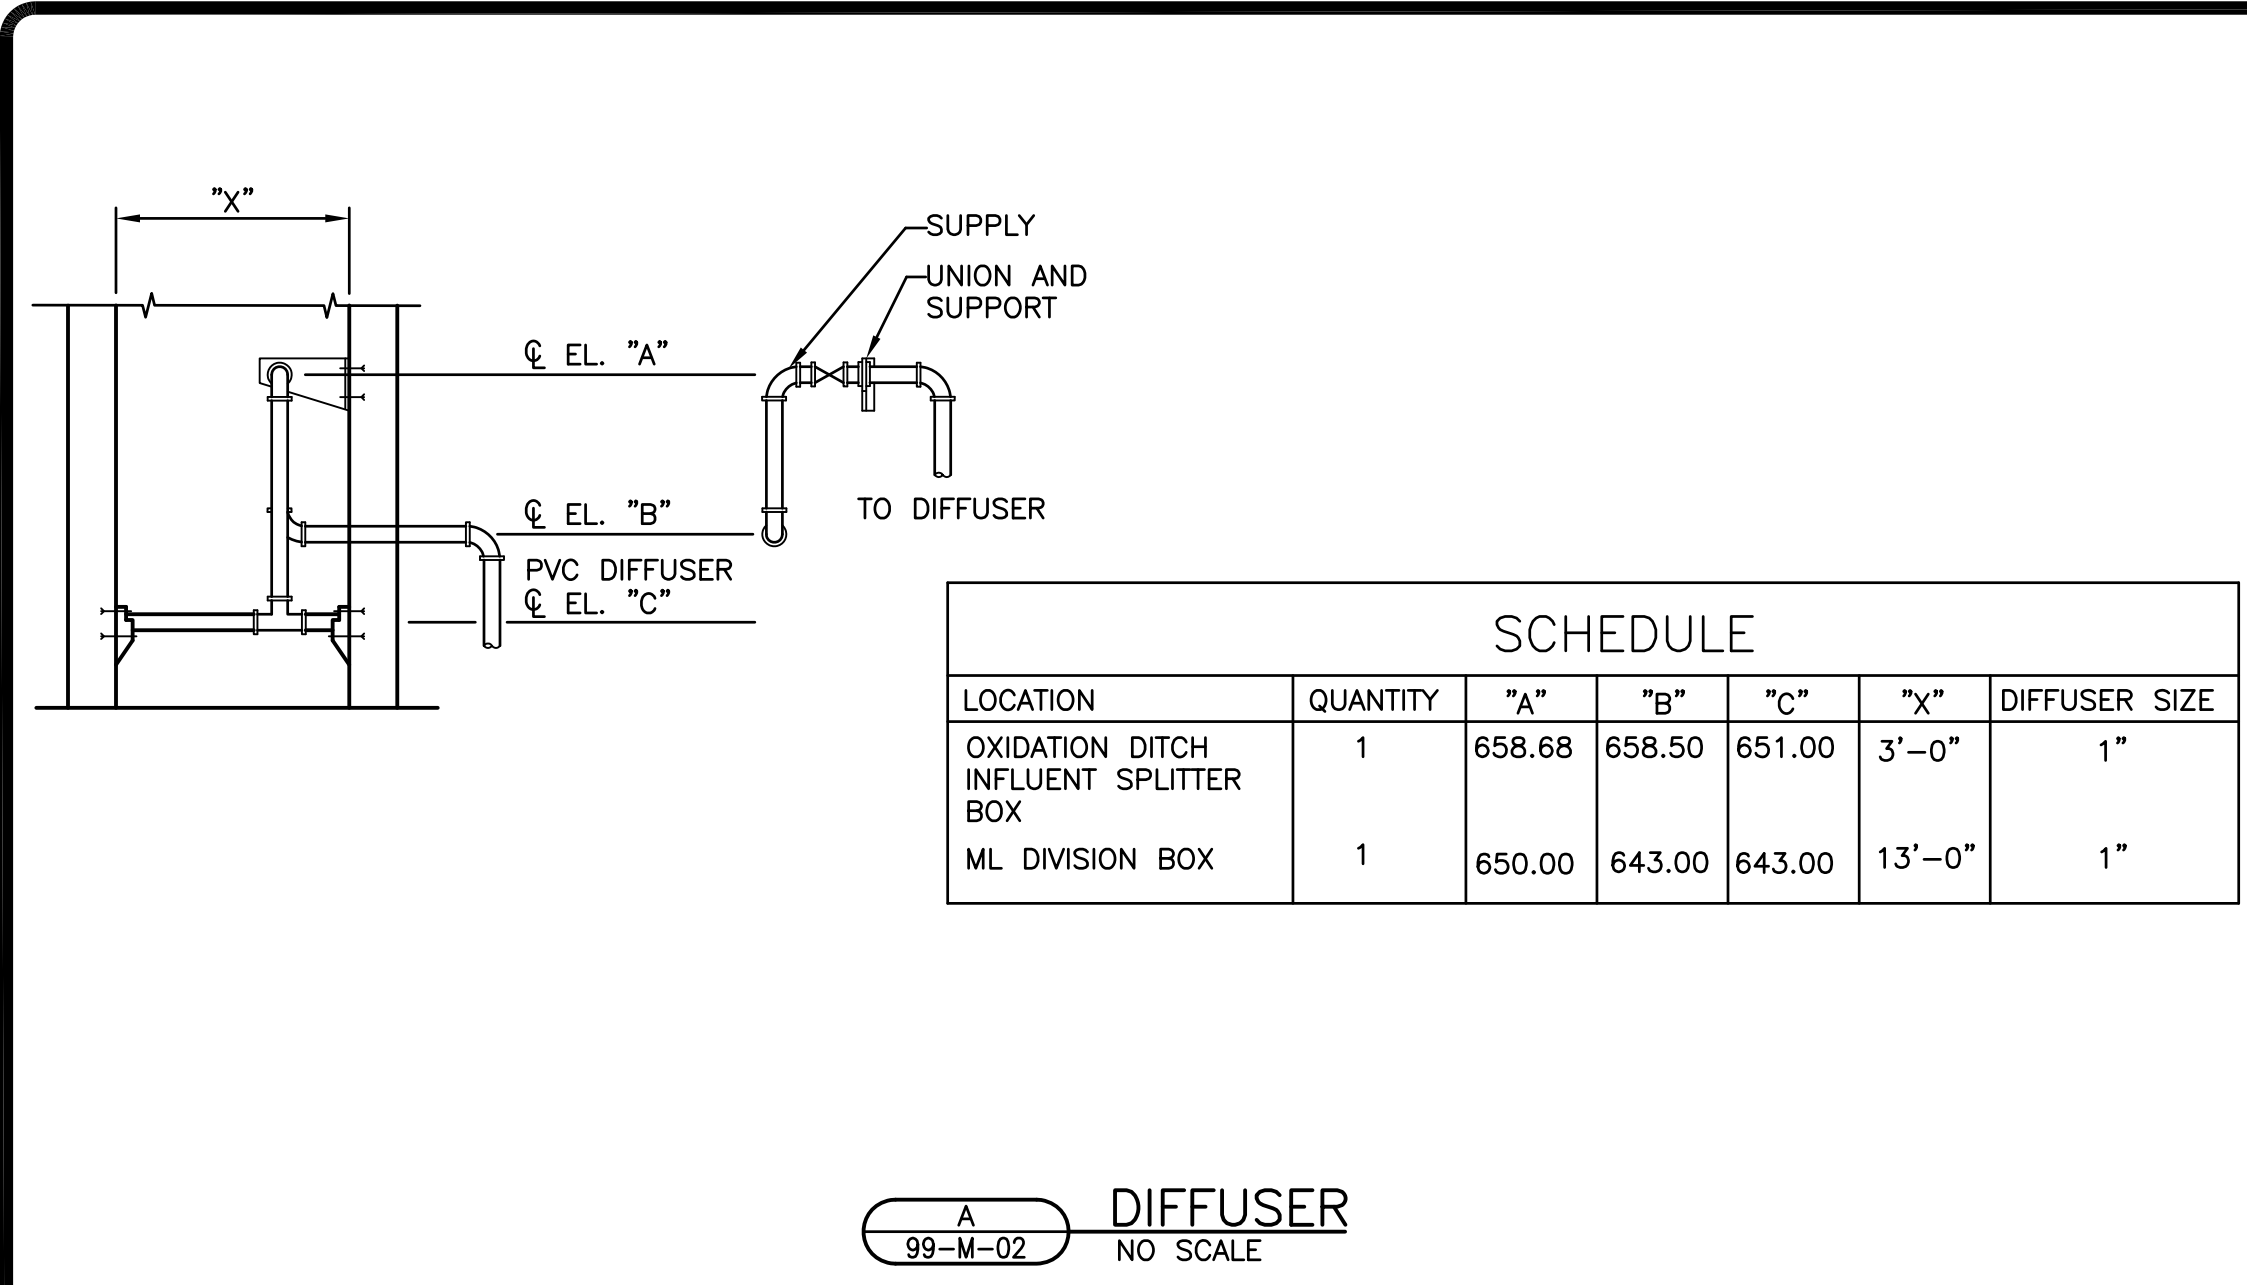 "X"
SUPPLY
UNION AND
SUPPORT
℄ EL. "A"
℄ EL. "B"
TO DIFFUSER
PVC DIFFUSER
℄ EL. "C"
SCHEDULE
LOCATION QUANTITY "A" "B" "C" "X" DIFFUSER SIZE
OXIDATION DITCH 1 658.68 658.50 651.00 3'-0" 1"
INFLUENT SPLITTER
BOX
ML DIVISION BOX 1 650.00 643.00 643.00 13'-0" 1"
A
99-M-02
DIFFUSER
NO SCALE